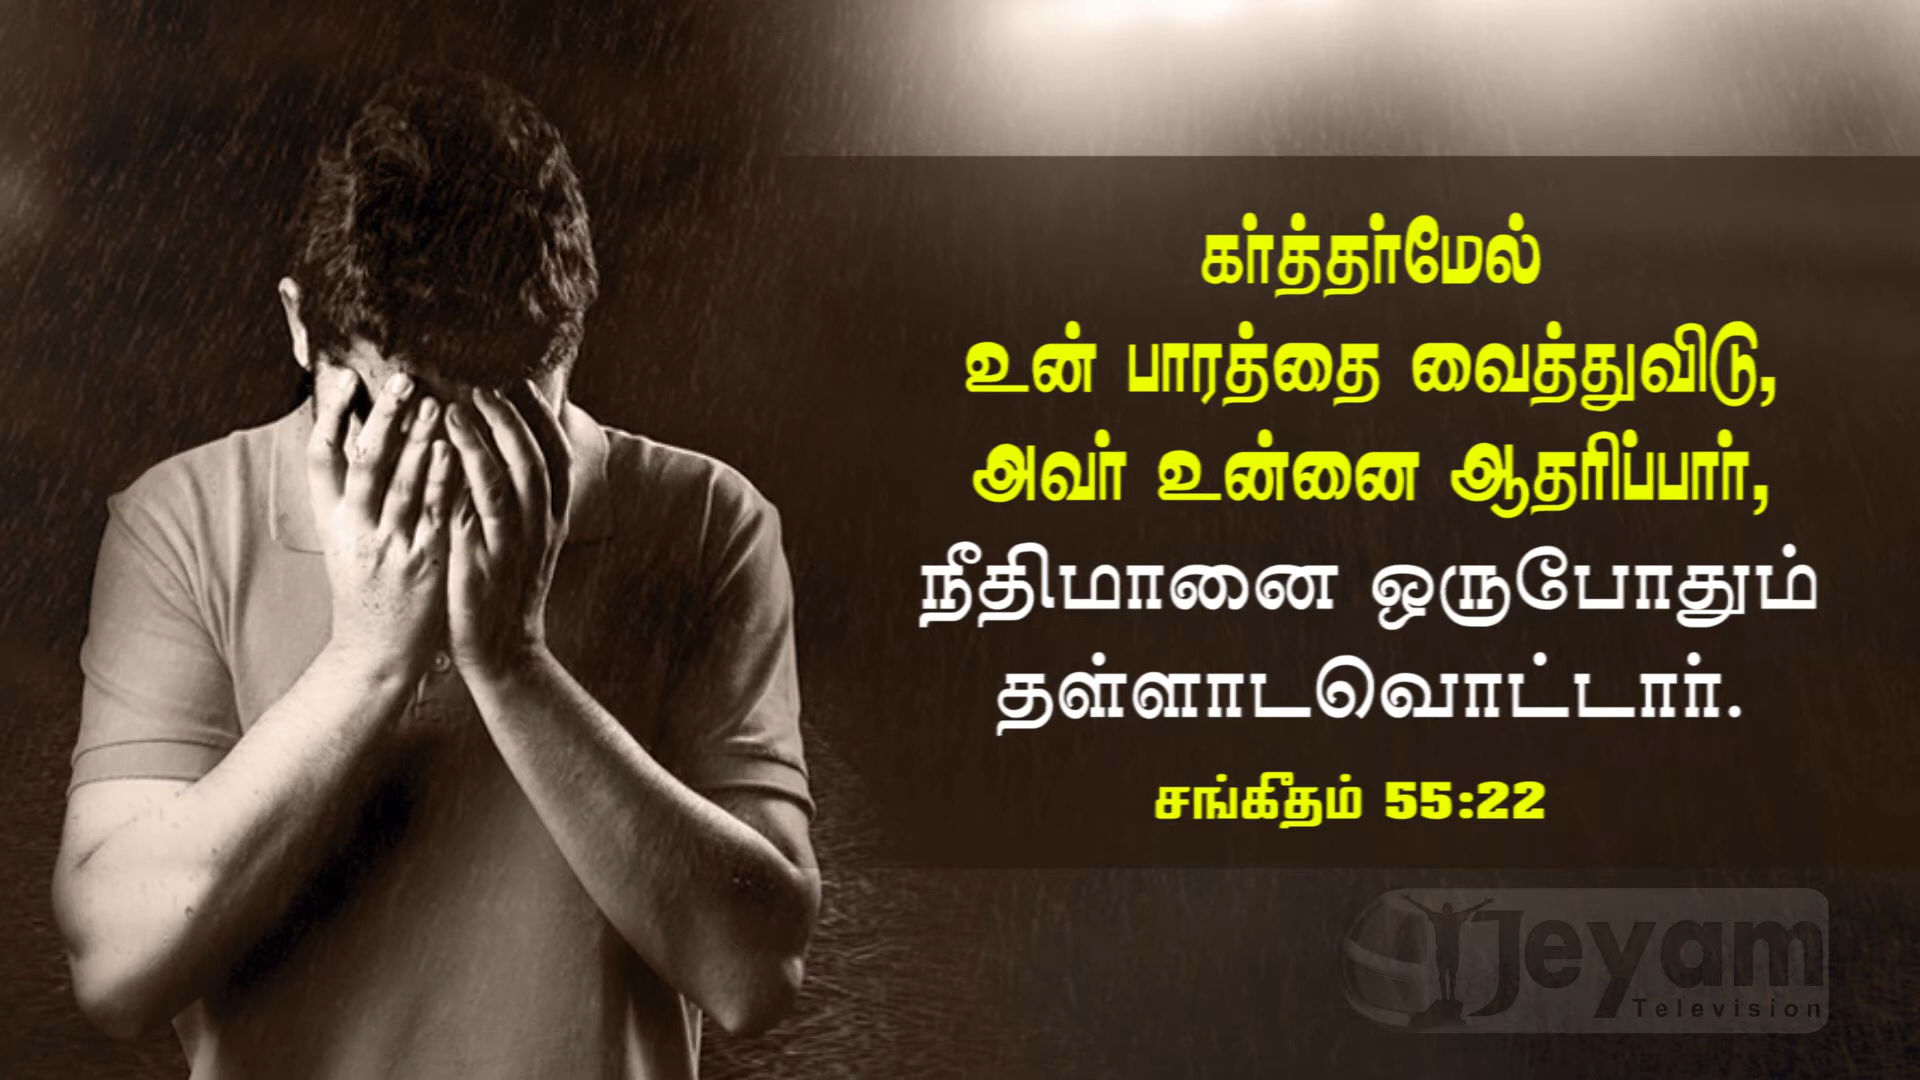 கர்த்தர்மேல்
உன் பாரத்தை வைத்துவிடு,
அவர் உன்னை ஆதரிப்பார்,
நீதிமானை ஒருபோதும்
தள்ளாடவொட்டார்.
சங்கீதம் 55:22
Jeyam
Television